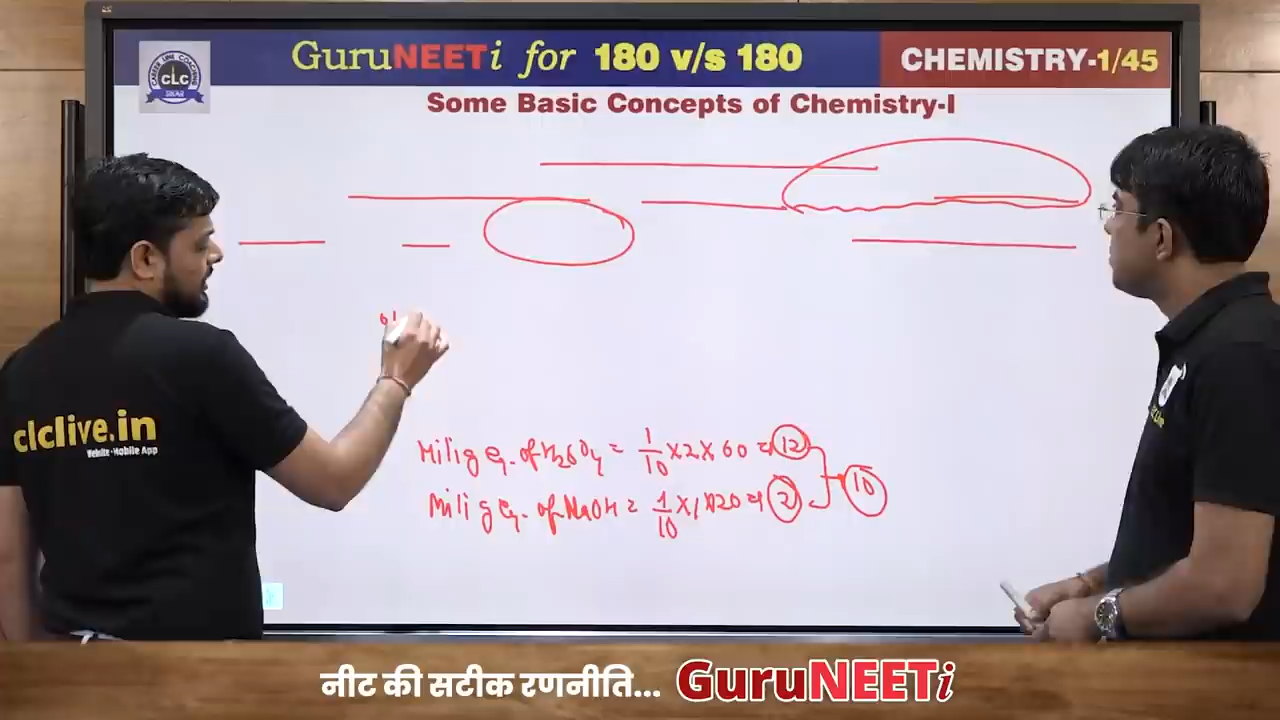 GuruNEETi for 180 v/s 180
CHEMISTRY-1/45
CLC
SIKAR
Some Basic Concepts of Chemistry-I
clclive.in
Website•Mobile App
Milig eq. of H₂SO₄ = 1/10 × 2 × 60 = 12
10
Milig eq. of NaOH = 1/10 × 1 × 20 = 2
नीट की सटीक रणनीति... GuruNEETi